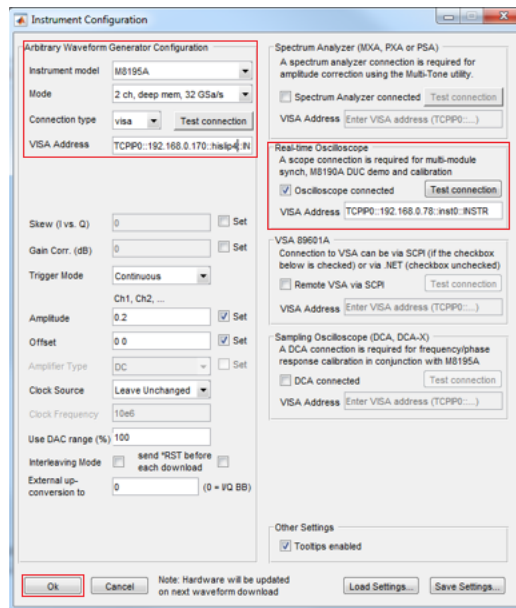 Instrument Configuration
Arbitrary Waveform Generator Configuration
Instrument model M8195A
Mode 2 ch, deep mem, 32 GSa/s
Connection type visa Test connection
VISA Address TCPIP0::192.168.0.170::hislip4::IN
Skew (I vs. Q) 0 Set
Gain Corr. (dB) 0 Set
Trigger Mode Continuous
Ch1, Ch2, ...
Amplitude 0.2 Set
Offset 0 0 Set
Amplifier Type DC Set
Clock Source Leave Unchanged
Clock Frequency 10e6
Use DAC range (%) 100
Interleaving Mode send *RST before
each download
External up-
conversion to 0 (0 = I/Q BB)
Ok Cancel Note: Hardware will be updated
on next waveform download
Spectrum Analyzer (MXA, PXA or PSA)
A spectrum analyzer connection is required for
amplitude correction using the Multi-Tone utility.
Spectrum Analyzer connected Test connection
VISA Address Enter VISA address (TCPIP0::...)
Real-time Oscilloscope
A scope connection is required for multi-module
synch, M8190A DUC demo and calibration
Oscilloscope connected Test connection
VISA Address TCPIP0::192.168.0.78::inst0::INSTR
VSA 89601A
Connection to VSA can be via SCPI (if the checkbox
below is checked) or via .NET (checkbox unchecked)
Remote VSA via SCPI Test connection
VISA Address Enter VISA address (TCPIP0::...)
Sampling Oscilloscope (DCA, DCA-X)
A DCA connection is required for frequency/phase
response calibration in conjunction with M8195A
DCA connected Test connection
VISA Address Enter VISA address (TCPIP0::...)
Other Settings
Tooltips enabled
Load Settings... Save Settings...